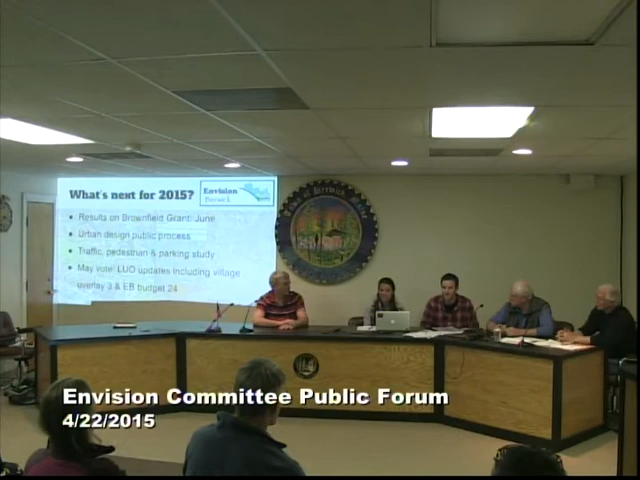 What's next for 2015?
Envision
Berwick
• Results on Brownfield Grant: June
• Urban design public process
• Traffic, pedestrian & parking study
• May vote: LUO updates including village
overlay 3 & EB budget 24
Envision Committee Public Forum
4/22/2015